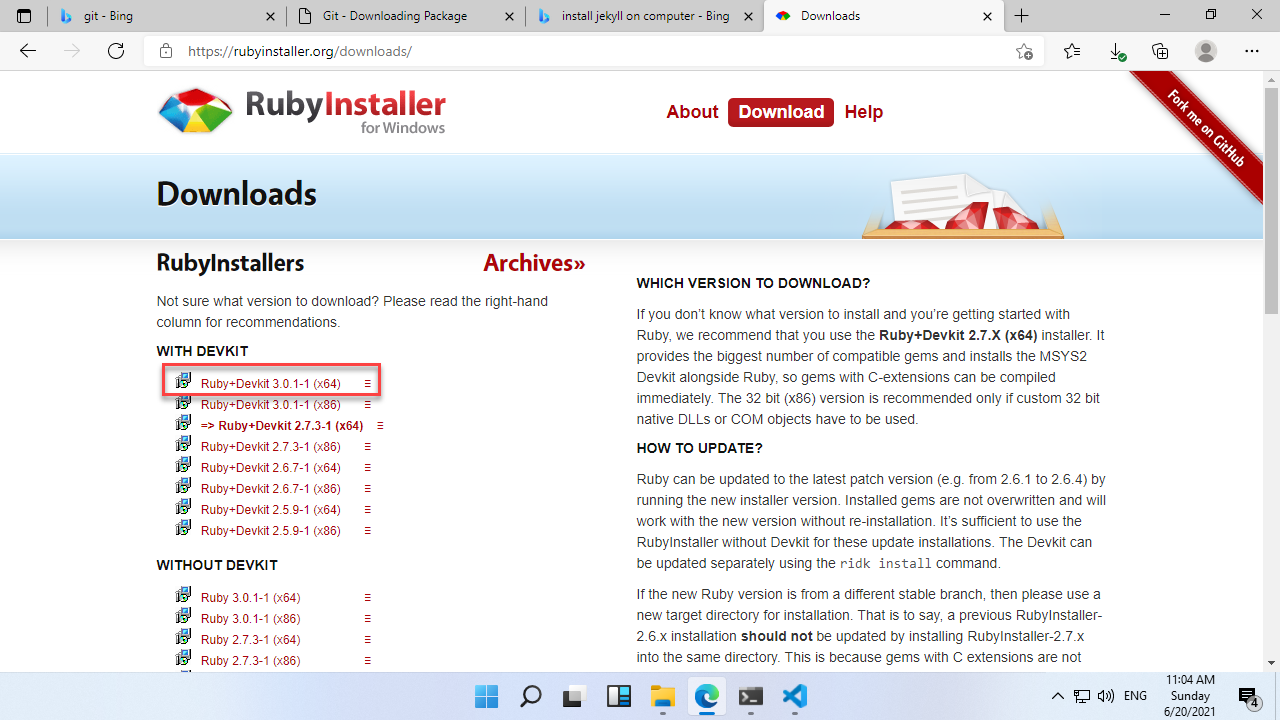 git - Bing
Git - Downloading Package
install jekyll on computer - Bing
Downloads
https://rubyinstaller.org/downloads/
RubyInstaller
for Windows
About
Download
Help
Fork me on GitHub
Downloads
RubyInstallers
Archives»
Not sure what version to download? Please read the right-hand
column for recommendations.
WITH DEVKIT
Ruby+Devkit 3.0.1-1 (x64)
Ruby+Devkit 3.0.1-1 (x86)
=> Ruby+Devkit 2.7.3-1 (x64)
Ruby+Devkit 2.7.3-1 (x86)
Ruby+Devkit 2.6.7-1 (x64)
Ruby+Devkit 2.6.7-1 (x86)
Ruby+Devkit 2.5.9-1 (x64)
Ruby+Devkit 2.5.9-1 (x86)
WITHOUT DEVKIT
Ruby 3.0.1-1 (x64)
Ruby 3.0.1-1 (x86)
Ruby 2.7.3-1 (x64)
Ruby 2.7.3-1 (x86)
WHICH VERSION TO DOWNLOAD?
If you don’t know what version to install and you’re getting started with
Ruby, we recommend that you use the Ruby+Devkit 2.7.X (x64) installer. It
provides the biggest number of compatible gems and installs the MSYS2
Devkit alongside Ruby, so gems with C-extensions can be compiled
immediately. The 32 bit (x86) version is recommended only if custom 32 bit
native DLLs or COM objects have to be used.
HOW TO UPDATE?
Ruby can be updated to the latest patch version (e.g. from 2.6.1 to 2.6.4) by
running the new installer version. Installed gems are not overwritten and will
work with the new version without re-installation. It’s sufficient to use the
RubyInstaller without Devkit for these update installations. The Devkit can
be updated separately using the ridk install command.
If the new Ruby version is from a different stable branch, then please use a
new target directory for installation. That is to say, a previous RubyInstaller-
2.6.x installation should not be updated by installing RubyInstaller-2.7.x
into the same directory. This is because gems with C extensions are not
ENG
11:04 AM
Sunday
6/20/2021
4